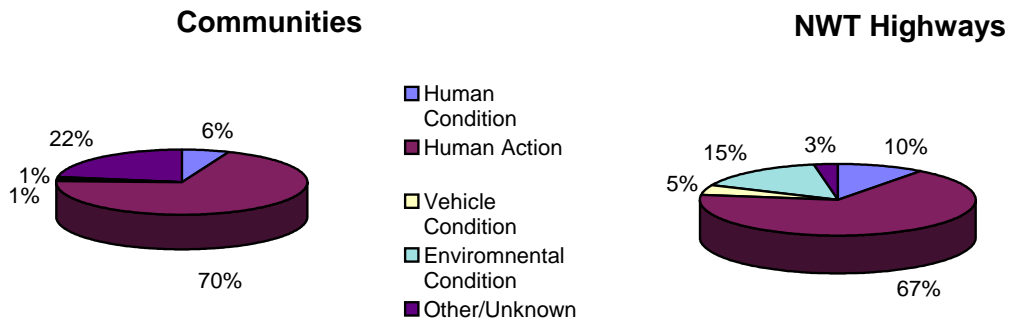 Communities
22%
6%
1%
1%
70%
Human
Condition
Human Action
Vehicle
Condition
Enviromnental
Condition
Other/Unknown
NWT Highways
15%
3%
10%
5%
67%